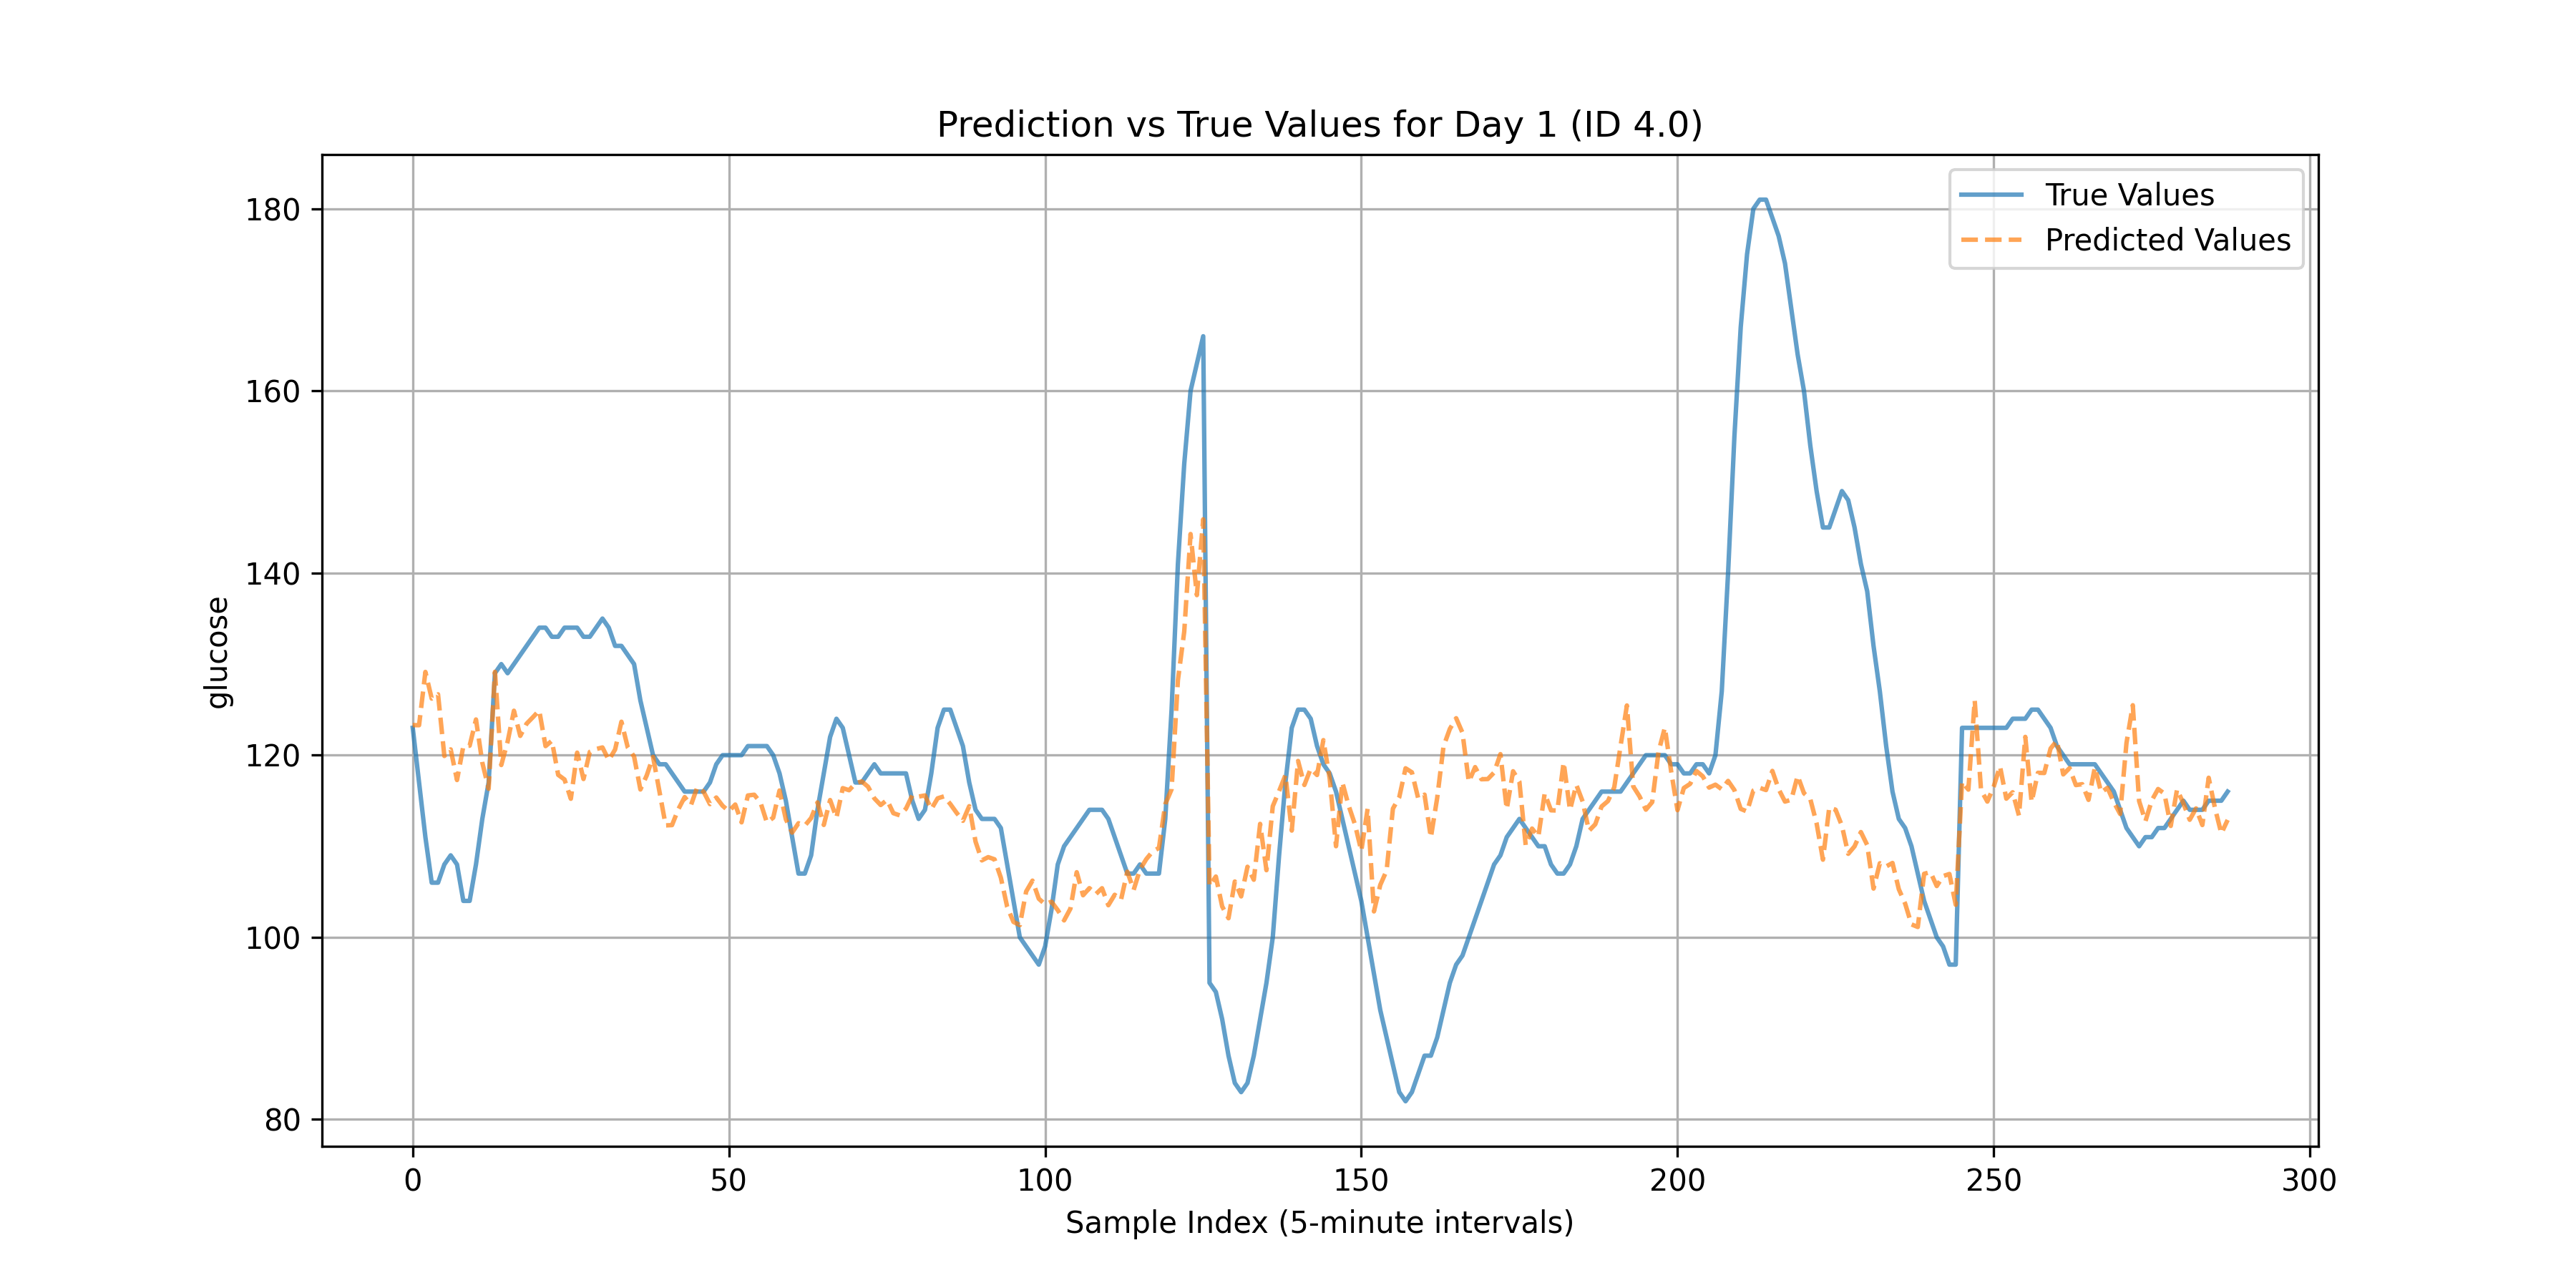 Prediction vs True Values for Day 1 (ID 4.0)
True Values
Predicted Values
glucose
180
160
140
120
100
80
0 50 100 150 200 250 300
Sample Index (5-minute intervals)